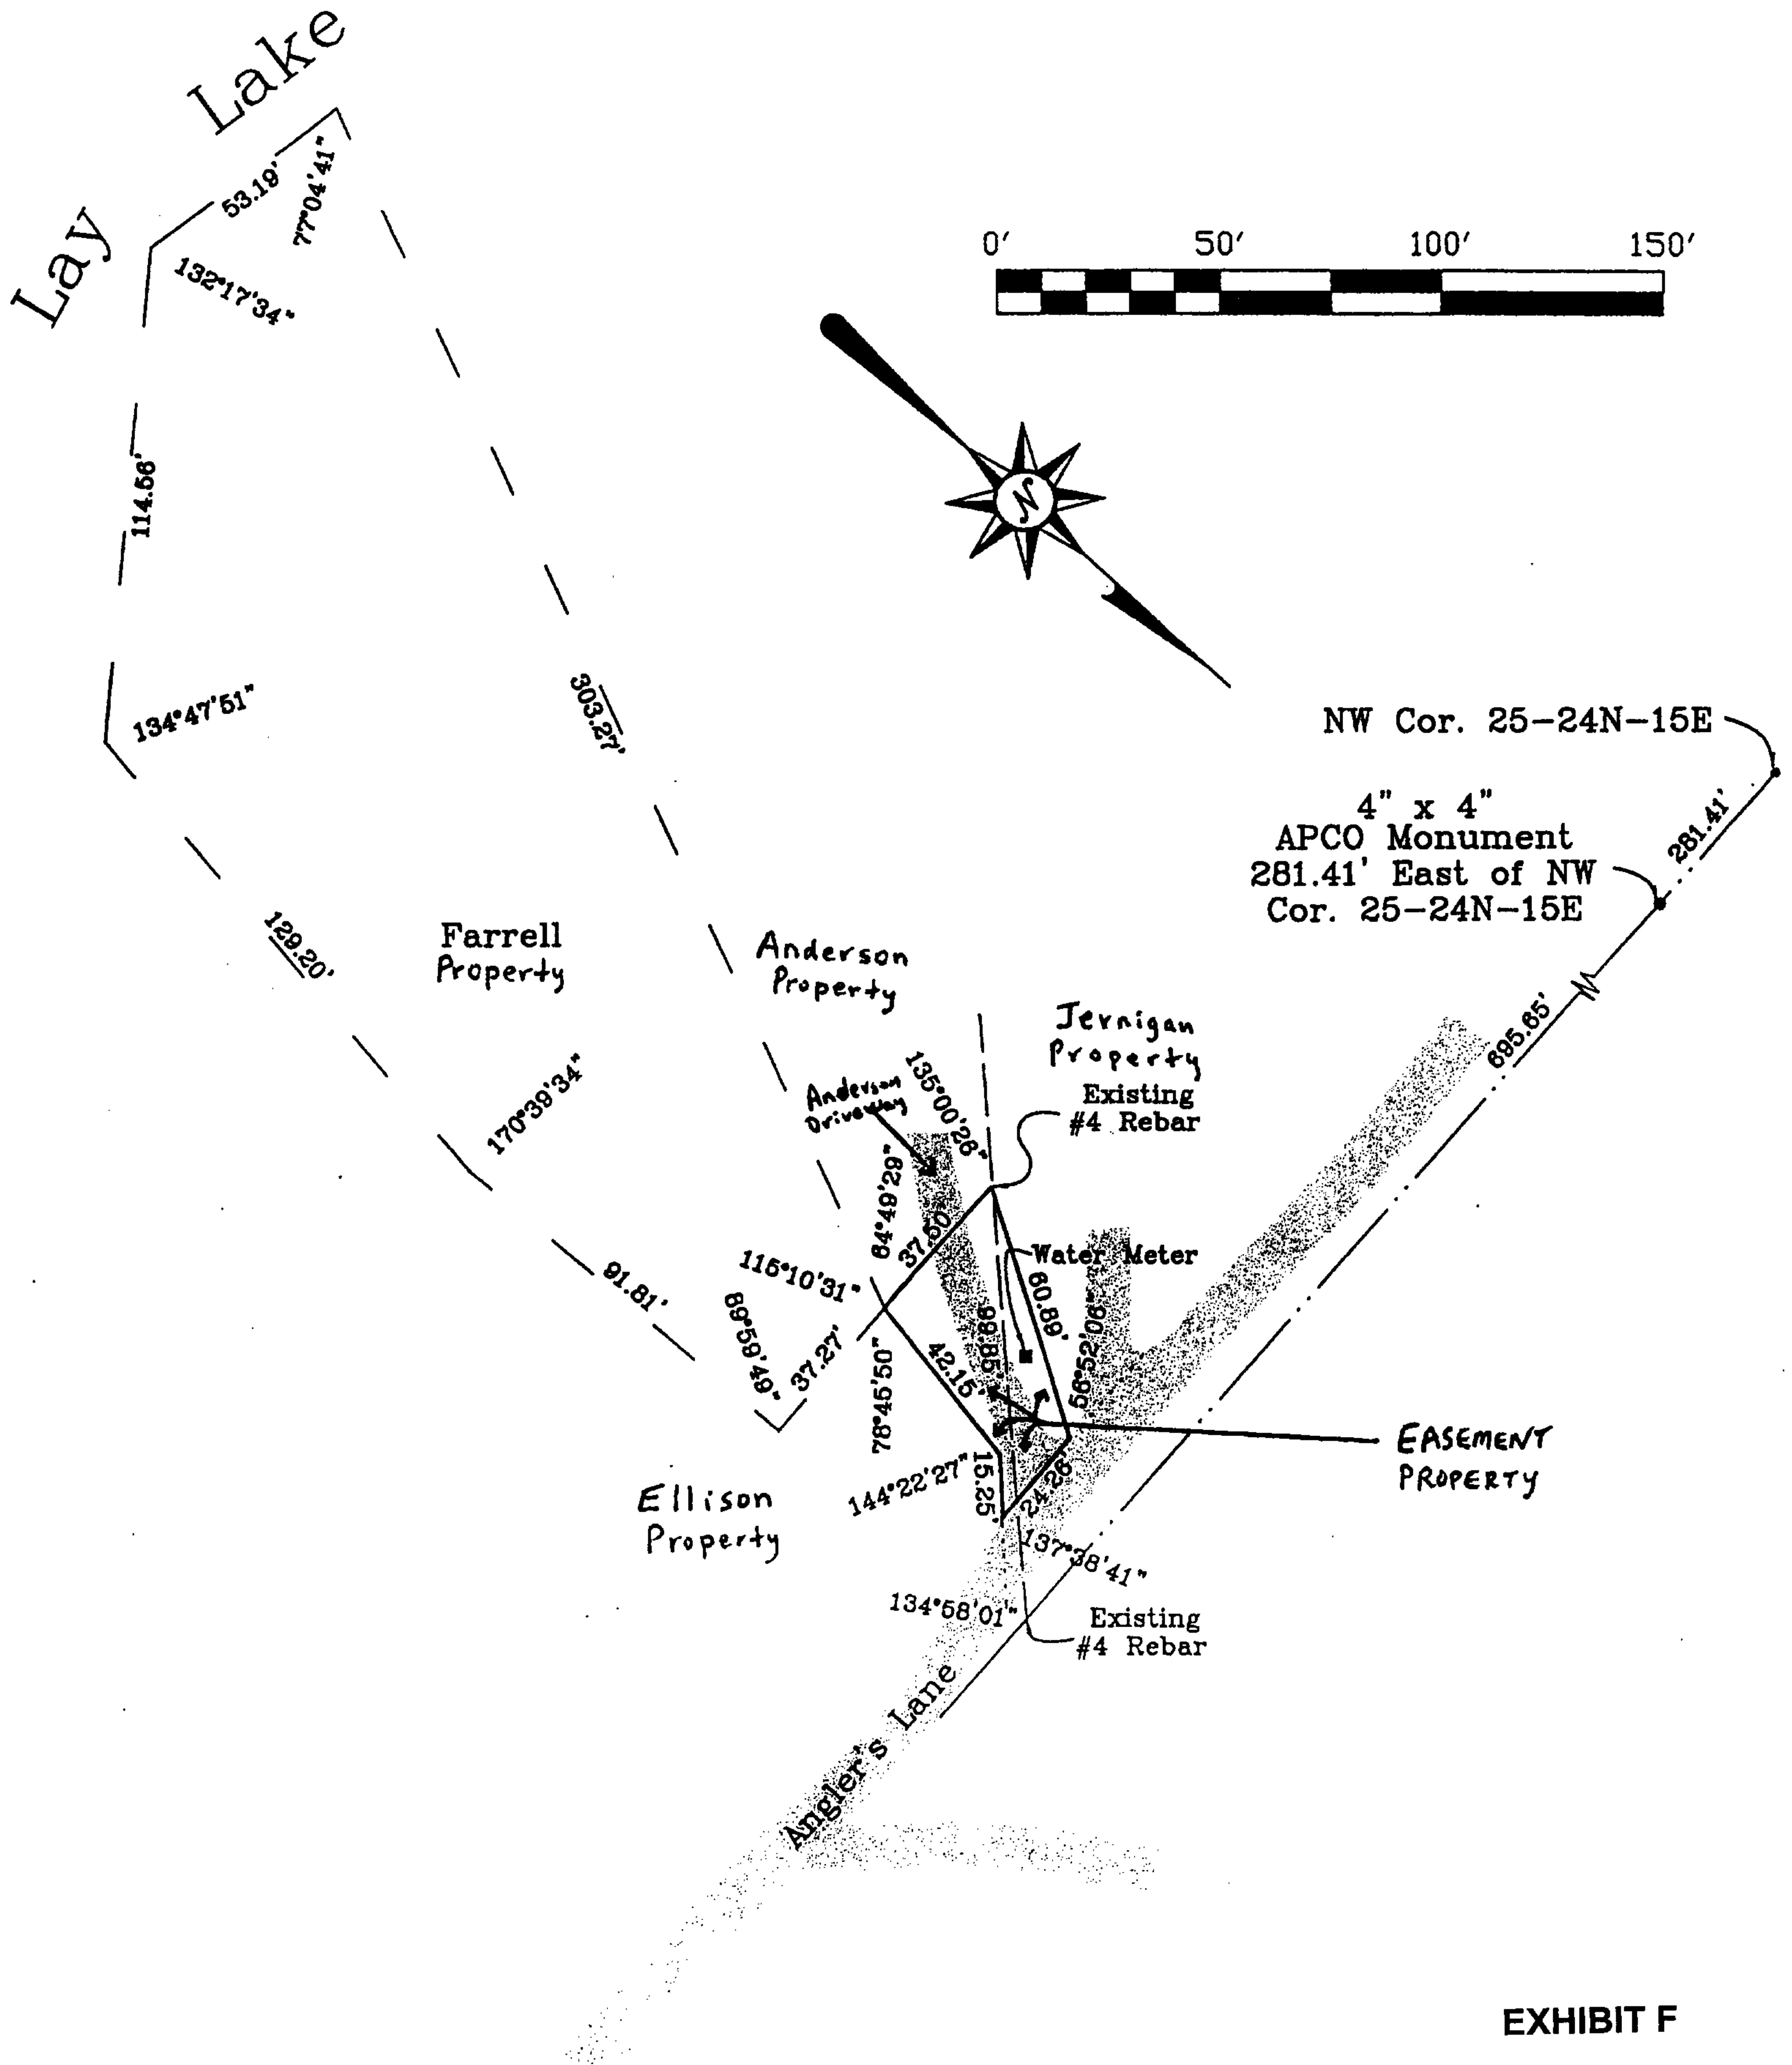 Lay Lake
53.19'
77°04'41"
132°17'34"
0' 50' 100' 150'
N
114.56'
134°47'51"
303.27'
NW Cor. 25-24N-15E
281.41'
4" x 4"
APCO Monument
281.41' East of NW
Cor. 25-24N-15E
695.65'
129.20'
Farrell
Property
Anderson
Property
Jernigan
Property
Existing
#4 Rebar
Anderson
Driveway
135°00'26"
170°39'34"
64°49'29"
37.50'
Water Meter
115°10'31"
91.81'
89°59'49"
37.27'
60.89'
99.85'
42.15'
78°45'50"
56°52'06"
EASEMENT
PROPERTY
144°22'27"
15.25'
24.26'
Ellison
Property
137°38'41"
134°58'01"
Existing
#4 Rebar
Angler's Lane
EXHIBIT F